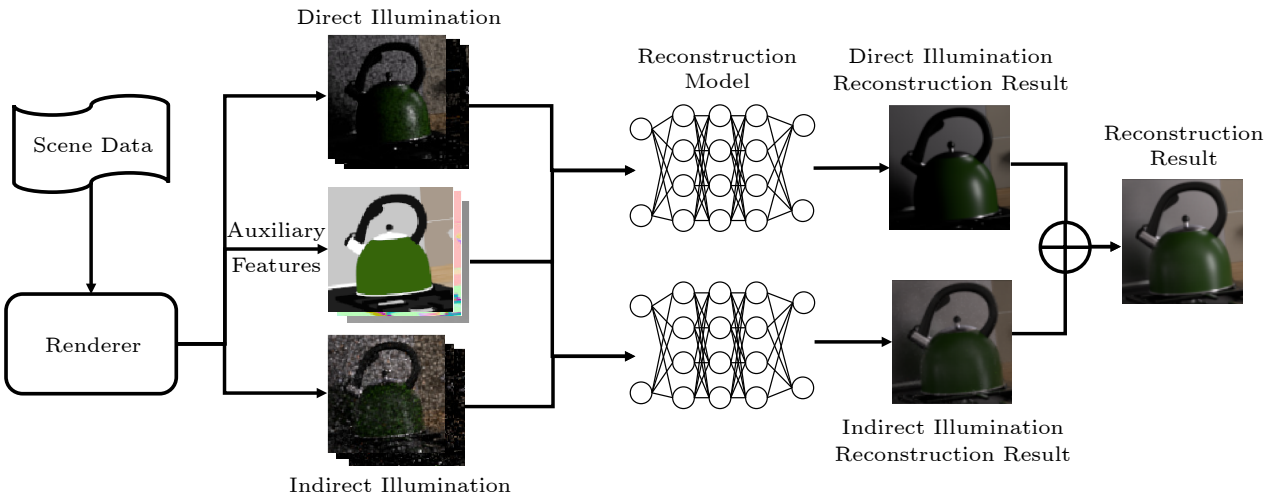 Direct Illumination
Scene Data
Renderer
Auxiliary
Features
Indirect Illumination
Reconstruction
Model
Direct Illumination
Reconstruction Result
Indirect Illumination
Reconstruction Result
Reconstruction
Result